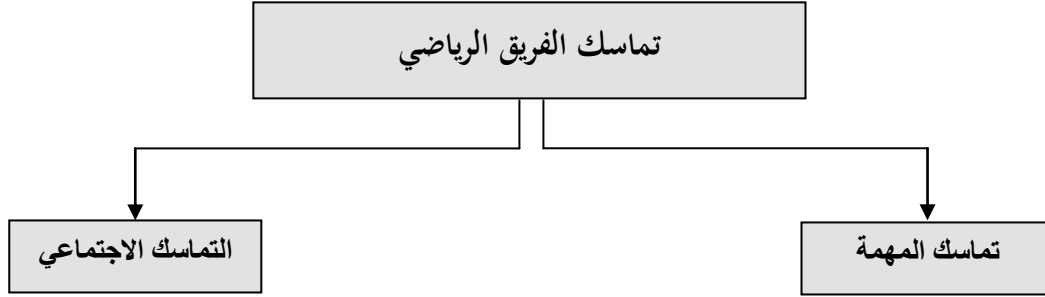 تماسك الفريق الرياضي
تماسك المهمة
التماسك الاجتماعي